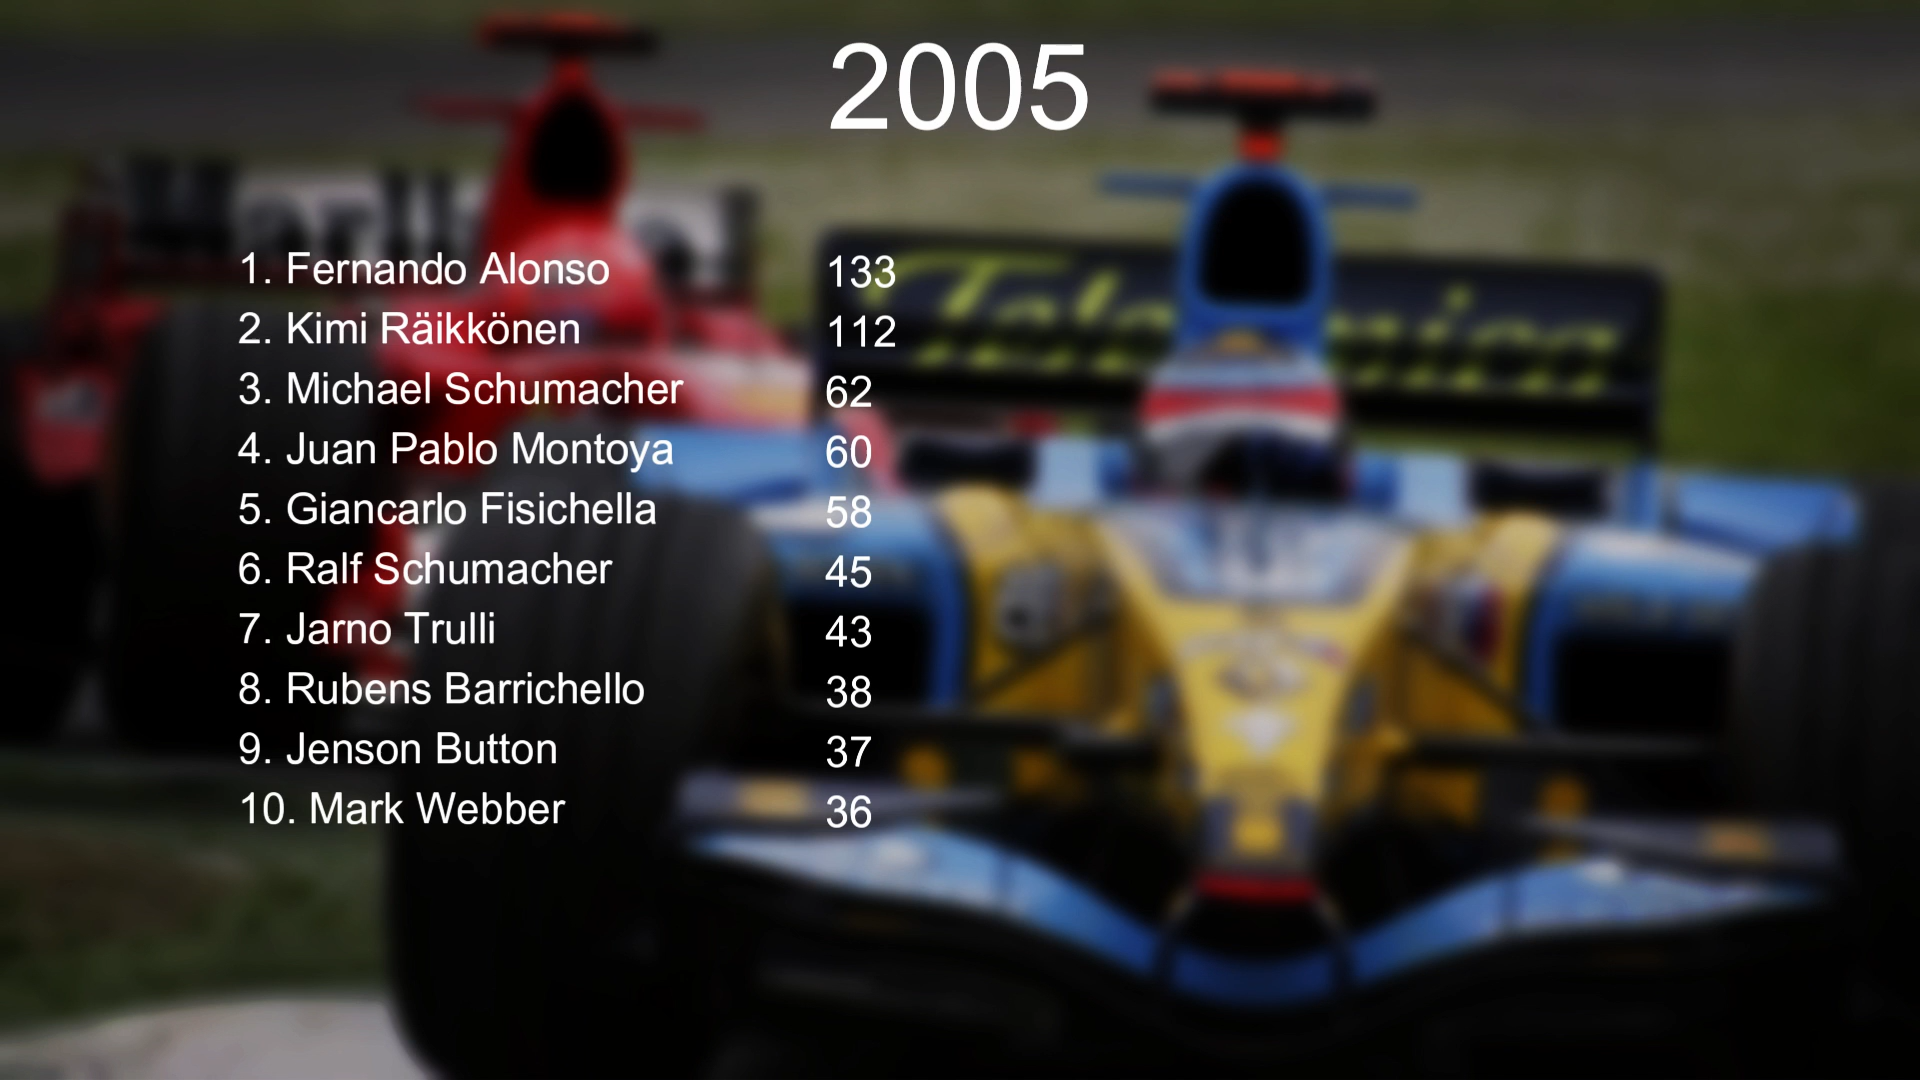 2005
1. Fernando Alonso 133
2. Kimi Räikkönen 112
3. Michael Schumacher 62
4. Juan Pablo Montoya 60
5. Giancarlo Fisichella 58
6. Ralf Schumacher 45
7. Jarno Trulli 43
8. Rubens Barrichello 38
9. Jenson Button 37
10. Mark Webber 36